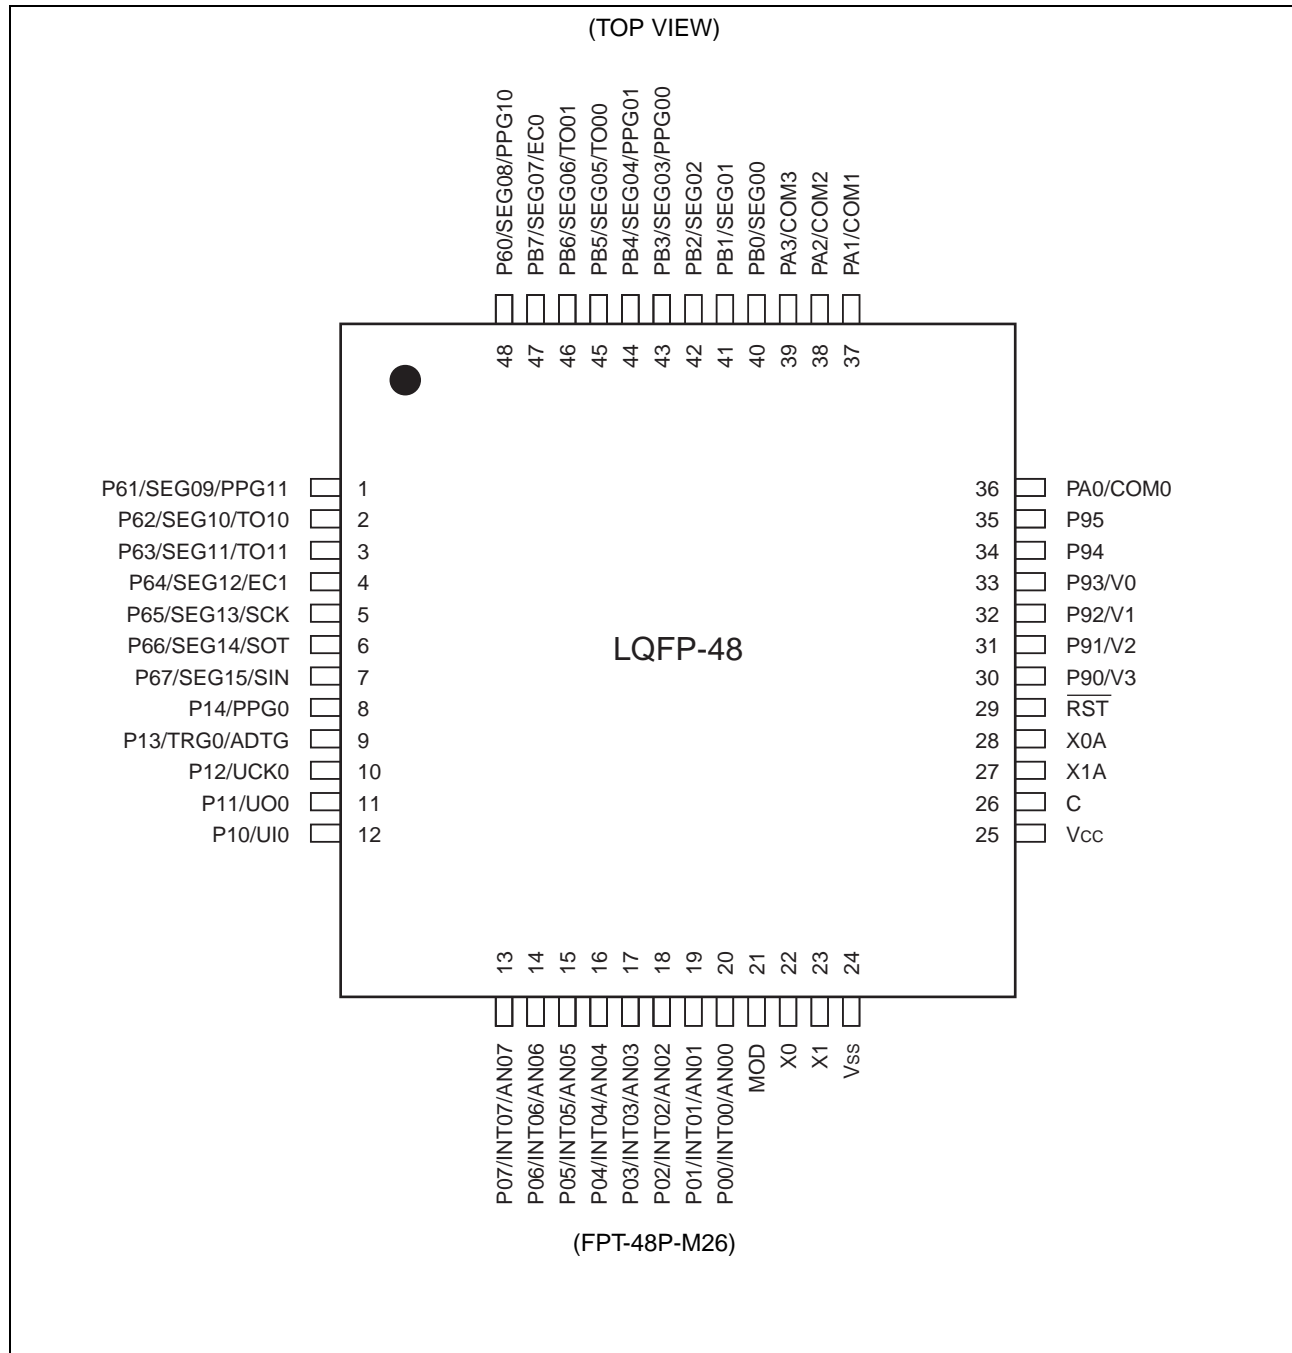 (TOP VIEW)
P60/SEG08/PPG10
PB7/SEG07/EC0
PB6/SEG06/TO01
PB5/SEG05/TO00
PB4/SEG04/PPG01
PB3/SEG03/PPG00
PB2/SEG02
PB1/SEG01
PB0/SEG00
PA3/COM3
PA2/COM2
PA1/COM1
48 47 46 45 44 43 42 41 40 39 38 37
P61/SEG09/PPG11 1
P62/SEG10/TO10 2
P63/SEG11/TO11 3
P64/SEG12/EC1 4
P65/SEG13/SCK 5
P66/SEG14/SOT 6
P67/SEG15/SIN 7
P14/PPG0 8
P13/TRG0/ADTG 9
P12/UCK0 10
P11/UO0 11
P10/UI0 12
LQFP-48
36 PA0/COM0
35 P95
34 P94
33 P93/V0
32 P92/V1
31 P91/V2
30 P90/V3
29 RST
28 X0A
27 X1A
26 C
25 Vcc
13 14 15 16 17 18 19 20 21 22 23 24
P07/INT07/AN07
P06/INT06/AN06
P05/INT05/AN05
P04/INT04/AN04
P03/INT03/AN03
P02/INT02/AN02
P01/INT01/AN01
P00/INT00/AN00
MOD
X0
X1
Vss
(FPT-48P-M26)